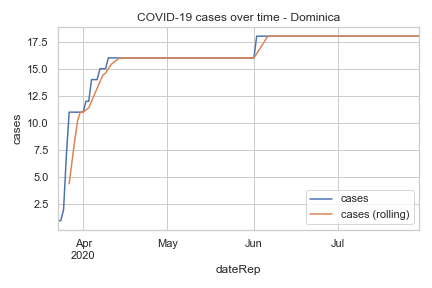 COVID-19 cases over time - Dominica
cases
17.5
15.0
12.5
10.0
7.5
5.0
2.5
cases
cases (rolling)
Apr
2020
May
Jun
Jul
dateRep